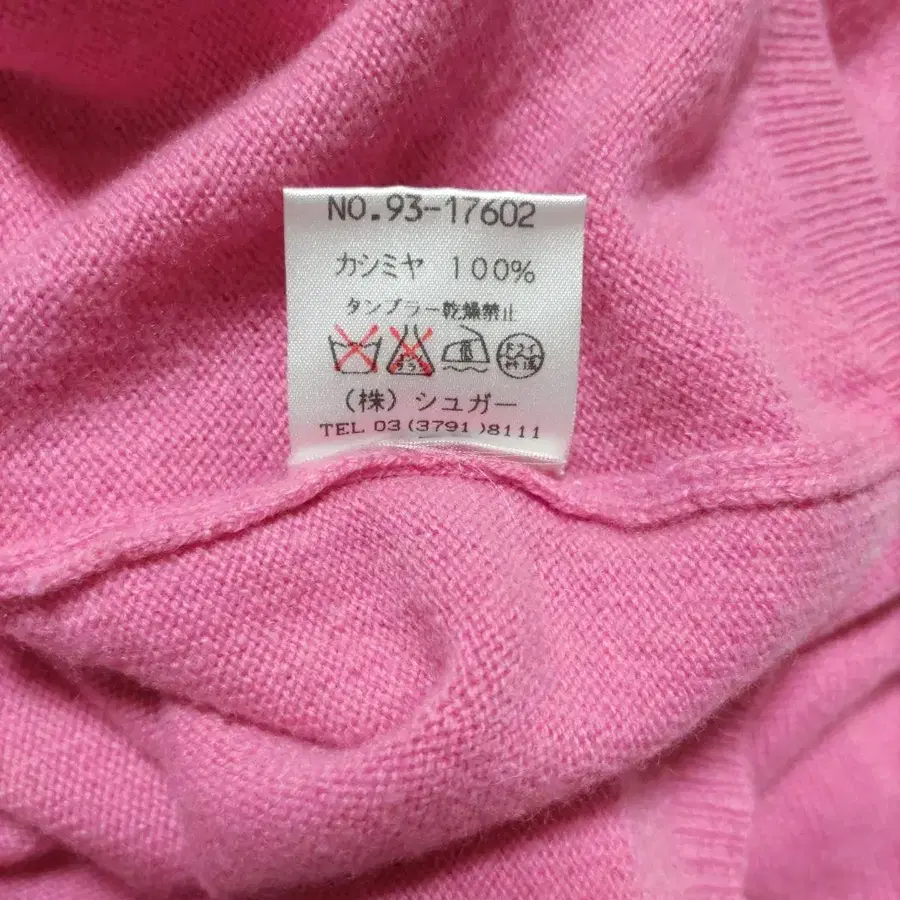 NO.93-17602
カシミヤ 100%
タンブラー乾燥禁止
低
(株) シュガー
TEL 03(3791)8111